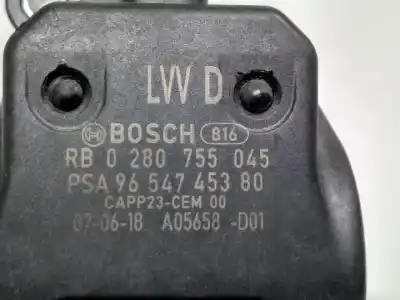 LVV D
BOSCH 816
RB 0 280 755 045
PSA 96 547 453 80
CAPP23-CEM 00
07-06-18 A05658 -D01